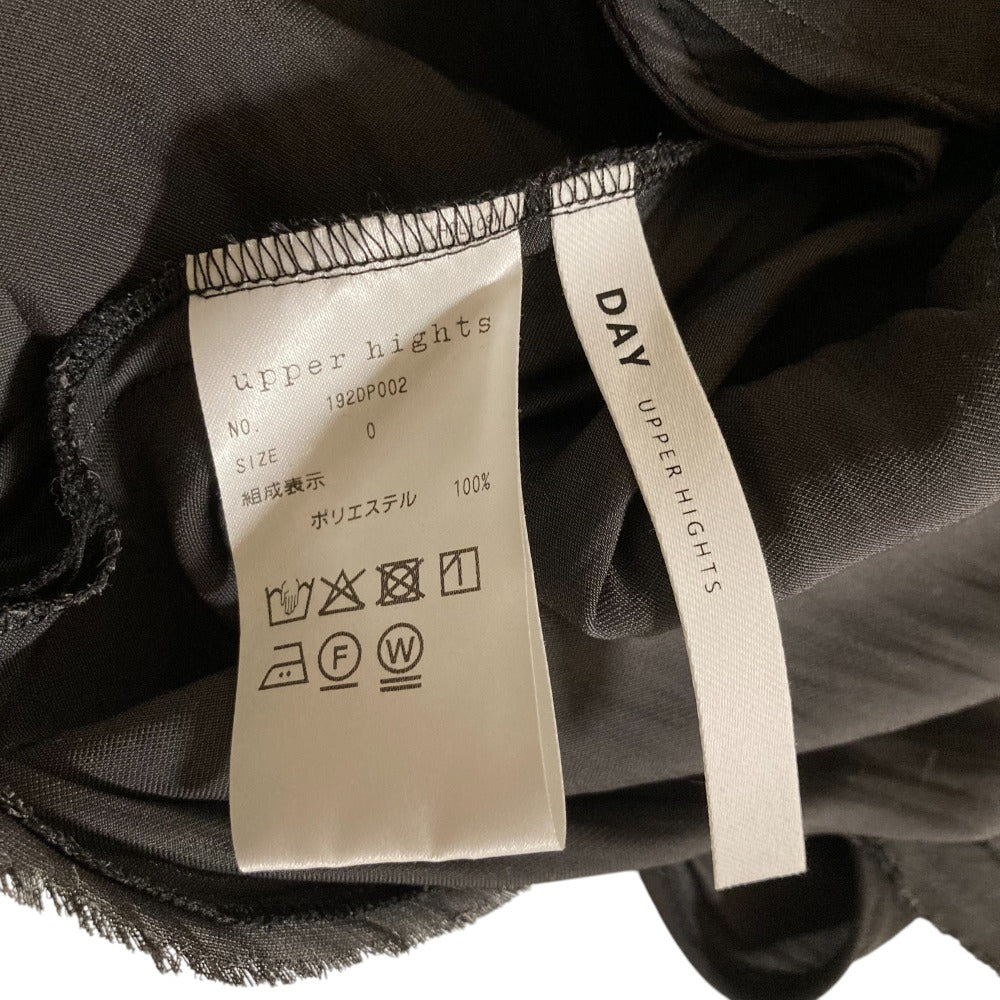 upper hights
NO. 192DP002
SIZE 0
組成表示
ポリエステル 100%
F W
DAY UPPER HIGHTS